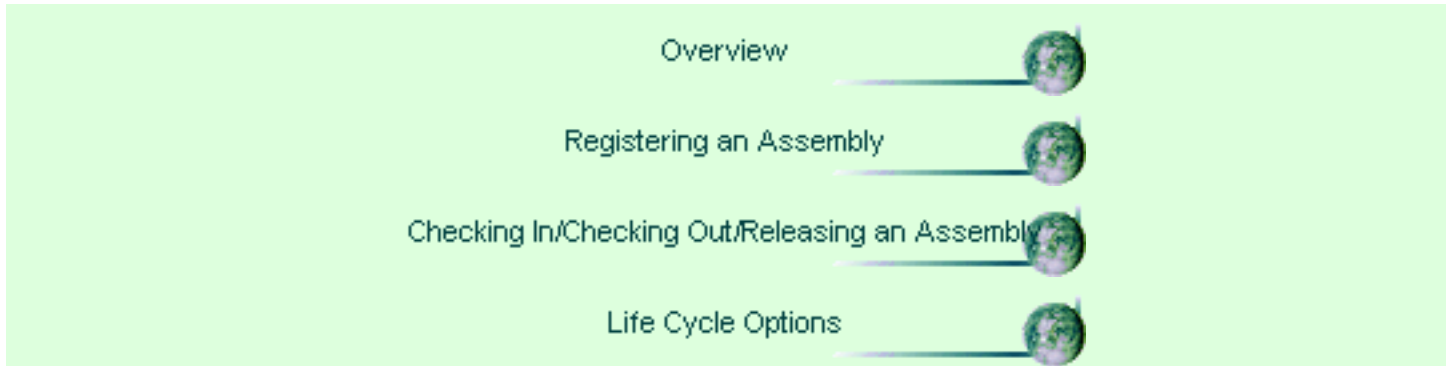 Overview
Registering an Assembly
Checking In/Checking Out/Releasing an Assembly
Life Cycle Options